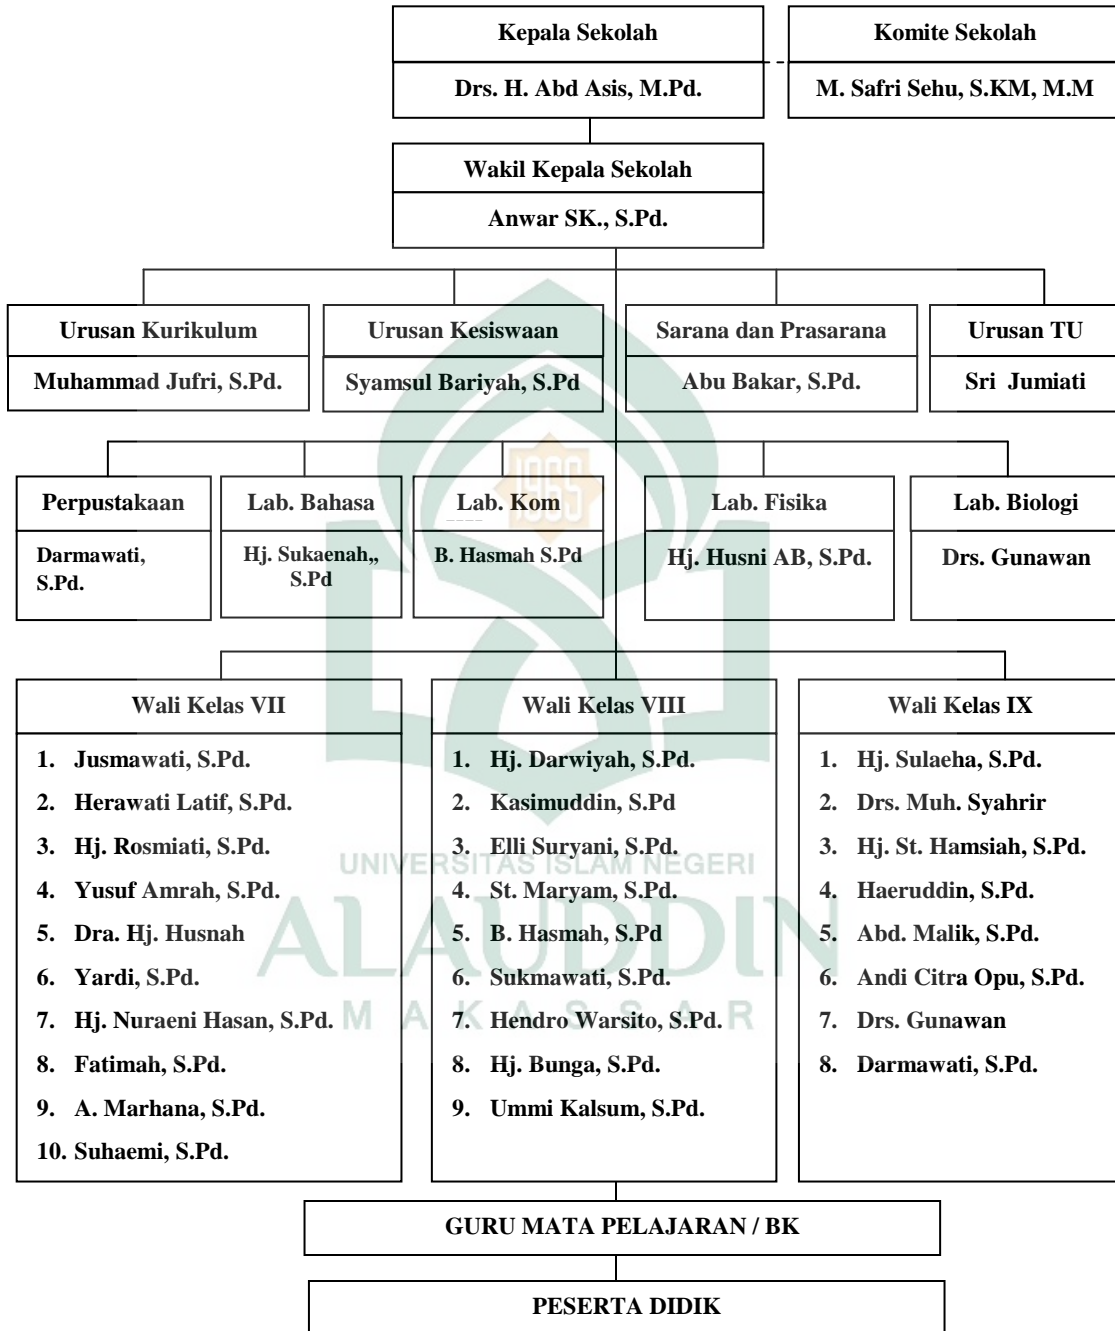 Kepala Sekolah
Drs. H. Abd Asis, M.Pd.
Komite Sekolah
M. Safri Sehu, S.KM, M.M
Wakil Kepala Sekolah
Anwar SK., S.Pd.
Urusan Kurikulum
Muhammad Jufri, S.Pd.
Urusan Kesiswaan
Syamsul Bariyah, S.Pd
Sarana dan Prasarana
Abu Bakar, S.Pd.
Urusan TU
Sri Jumiati
Perpustakaan
Darmawati,
S.Pd.
Lab. Bahasa
Hj. Sukaenah,,
S.Pd
Lab. Kom
B. Hasmah S.Pd
Lab. Fisika
Hj. Husni AB, S.Pd.
Lab. Biologi
Drs. Gunawan
1965
Wali Kelas VII
1. Jusmawati, S.Pd.
2. Herawati Latif, S.Pd.
3. Hj. Rosmiati, S.Pd.
4. Yusuf Amrah, S.Pd.
5. Dra. Hj. Husnah
6. Yardi, S.Pd.
7. Hj. Nuraeni Hasan, S.Pd.
8. Fatimah, S.Pd.
9. A. Marhana, S.Pd.
10. Suhaemi, S.Pd.
Wali Kelas VIII
1. Hj. Darwiyah, S.Pd.
2. Kasimuddin, S.Pd
3. Elli Suryani, S.Pd.
4. St. Maryam, S.Pd.
5. B. Hasmah, S.Pd
6. Sukmawati, S.Pd.
7. Hendro Warsito, S.Pd.
8. Hj. Bunga, S.Pd.
9. Ummi Kalsum, S.Pd.
Wali Kelas IX
1. Hj. Sulaeha, S.Pd.
2. Drs. Muh. Syahrir
3. Hj. St. Hamsiah, S.Pd.
4. Haeruddin, S.Pd.
5. Abd. Malik, S.Pd.
6. Andi Citra Opu, S.Pd.
7. Drs. Gunawan
8. Darmawati, S.Pd.
UNIVERSITAS ISLAM NEGERI
ALAUDDIN
MAKASSAR
GURU MATA PELAJARAN / BK
PESERTA DIDIK